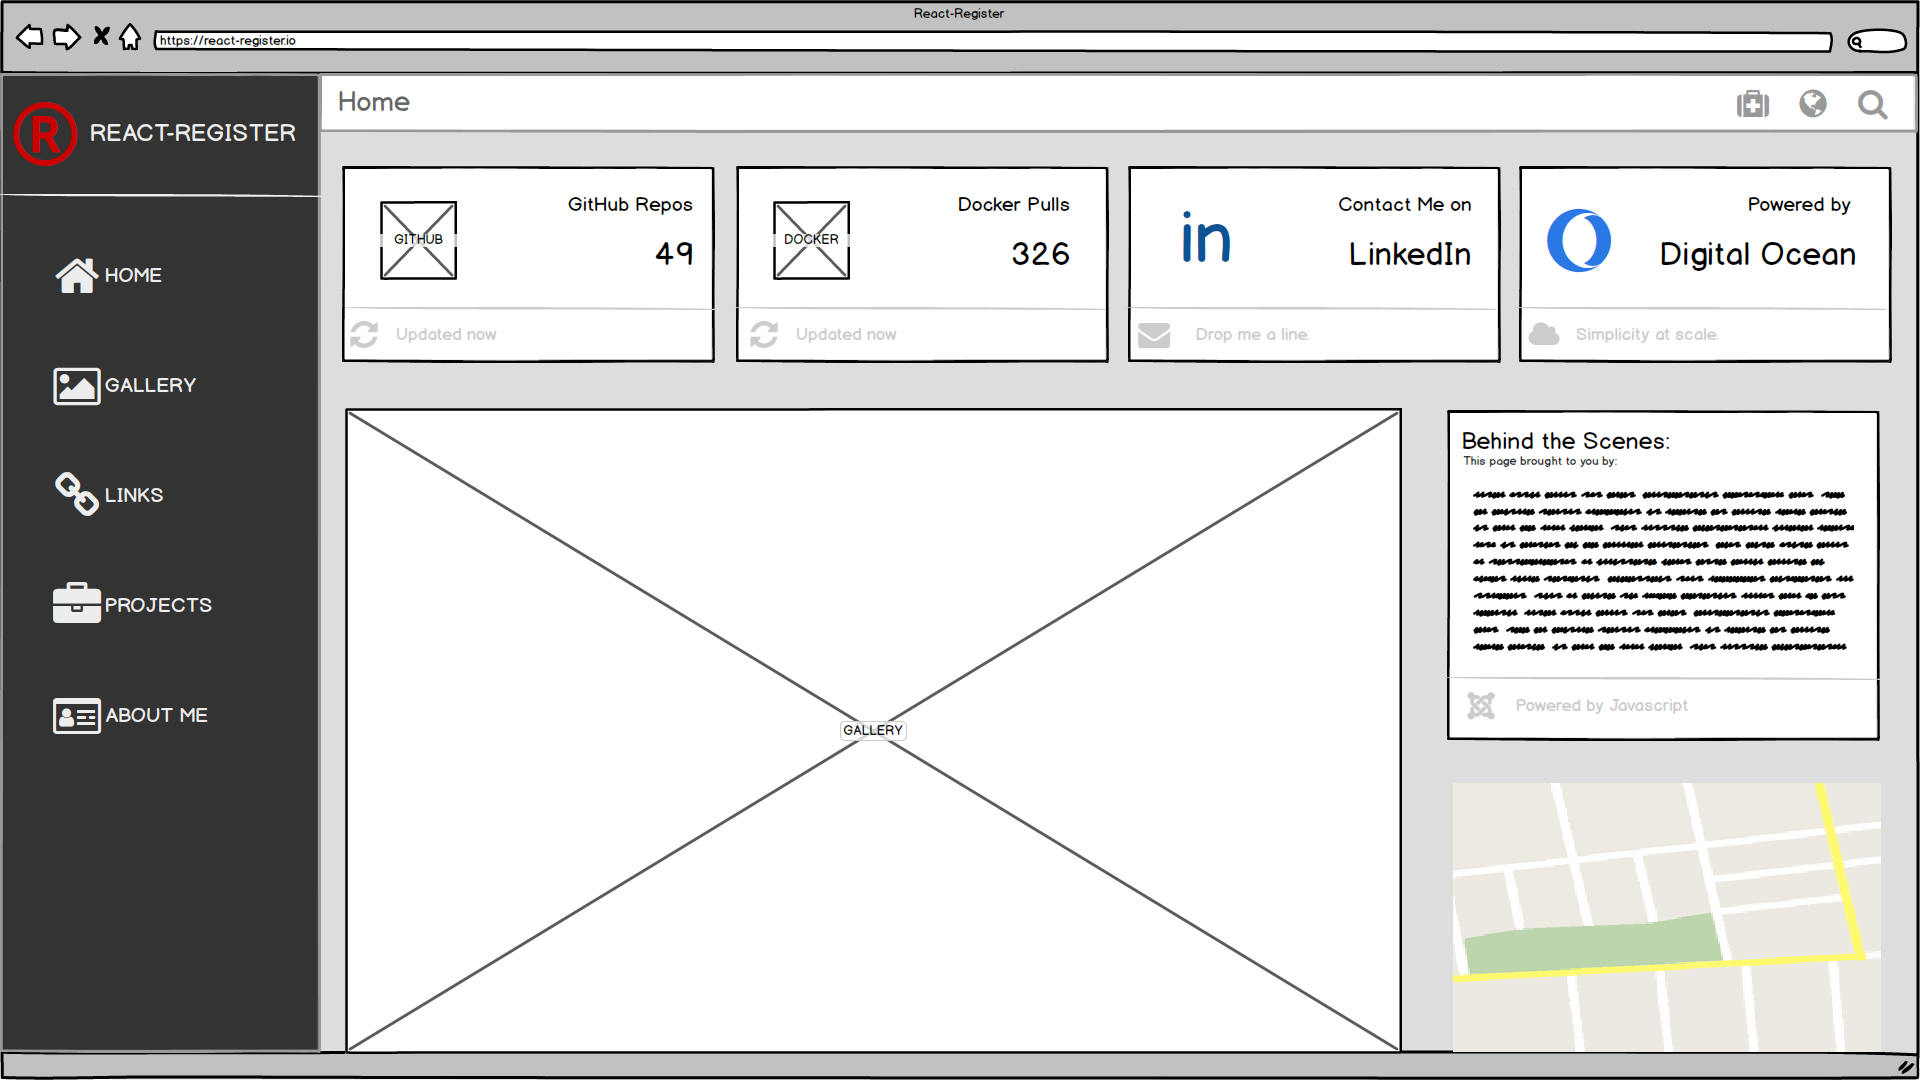 React-Register
https://react-register.io
R
REACT-REGISTER
HOME
GALLERY
LINKS
PROJECTS
ABOUT ME
Home
GITHUB
GitHub Repos
49
Updated now
DOCKER
Docker Pulls
326
Updated now
in
Contact Me on
LinkedIn
Drop me a line.
Powered by
Digital Ocean
Simplicity at scale.
GALLERY
Behind the Scenes:
This page brought to you by:
Powered by Javascript